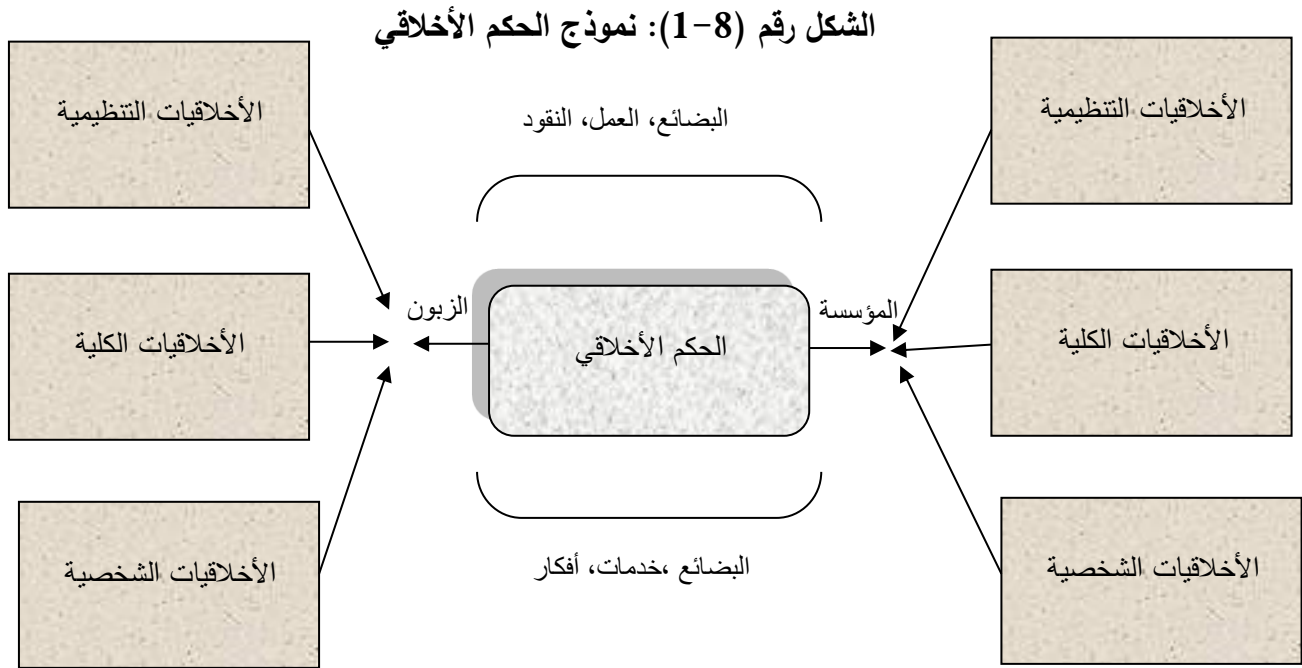 الشكل رقم (8-1): نموذج الحكم الأخلاقي
الأخلاقيات التنظيمية
البضائع، العمل، النقود
الأخلاقيات التنظيمية
المؤسسة
الزبون
الأخلاقيات الكلية
الحكم الأخلاقي
الأخلاقيات الكلية
الأخلاقيات الشخصية
البضائع ،خدمات، أفكار
الأخلاقيات الشخصية